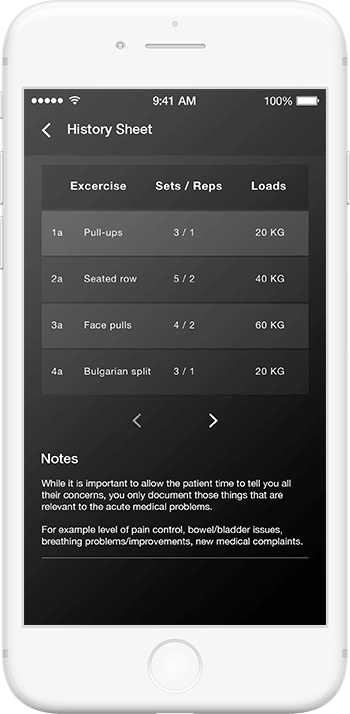 9:41 AM 100%
History Sheet
Excercise Sets / Reps Loads
1a Pull-ups 3 / 1 20 KG
2a Seated row 5 / 2 40 KG
3a Face pulls 4 / 2 60 KG
4a Bulgarian split 3 / 1 20 KG
Notes
While it is important to allow the patient time to tell you all
their concerns, you only document those things that are
relevant to the acute medical problems.
For example level of pain control, bowel/bladder issues,
breathing problems/improvements, new medical complaints.